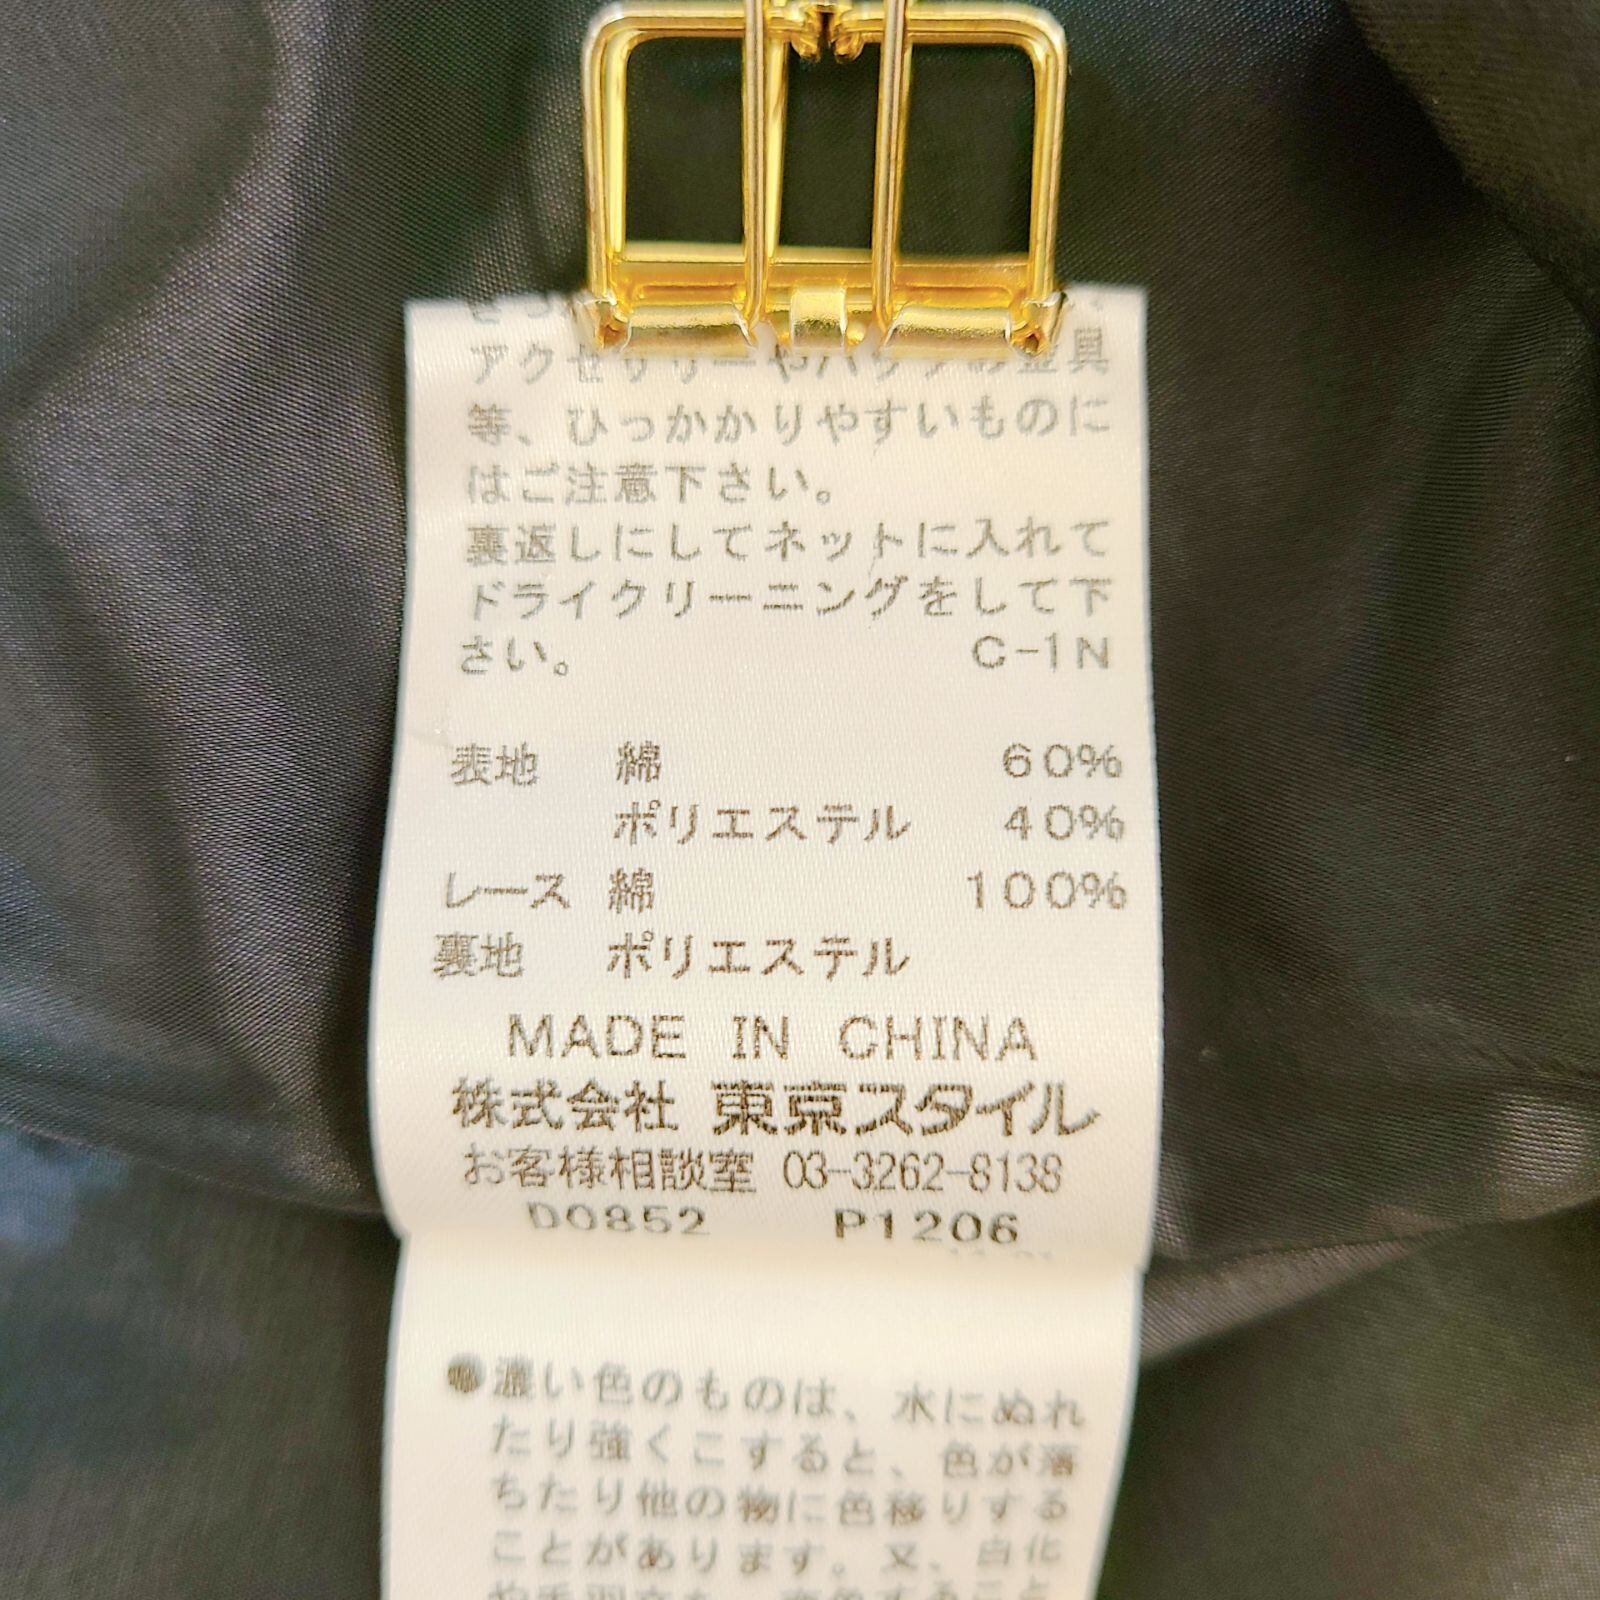 アクセサリーやバッグの金具
等、ひっかかりやすいものに
はご注意下さい。
裏返しにしてネットに入れて
ドライクリーニングをして下
さい。 C-1N
表地 綿 60%
ポリエステル 40%
レース 綿 100%
裏地 ポリエステル
MADE IN CHINA
株式会社 東京スタイル
お客様相談室 03-3262-8138
D0852 P1206
●濃い色のものは、水にぬれ
たり強くこすると、色が落
ちたり他の物に色移りする
ことがあります。又、白化